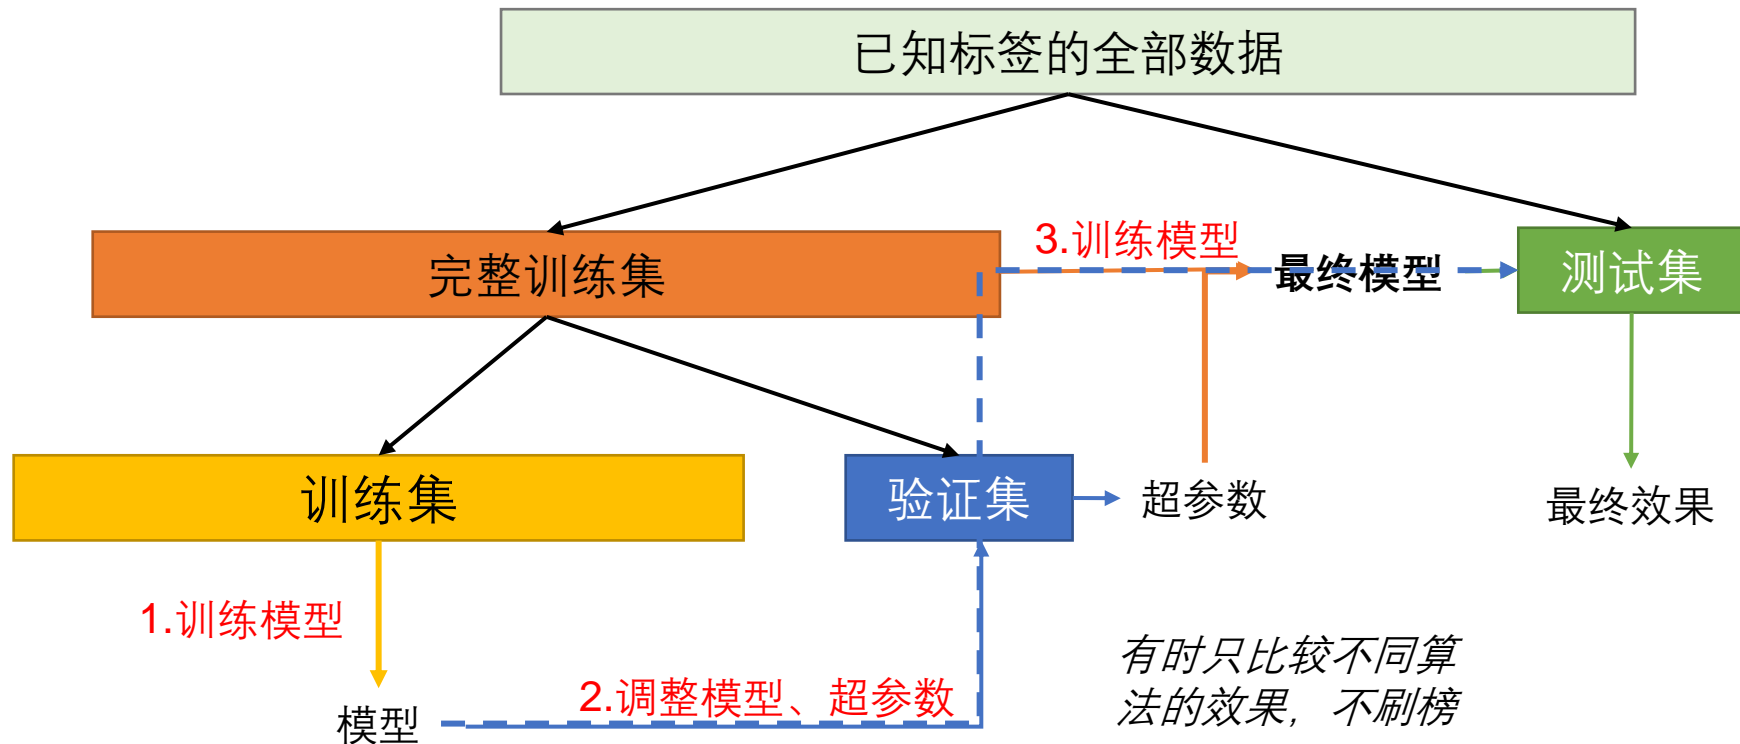 已知标签的全部数据
3.训练模型
完整训练集
最终模型
测试集
训练集
验证集
超参数
最终效果
1.训练模型
2.调整模型、超参数
模型
有时只比较不同算
法的效果，不刷榜